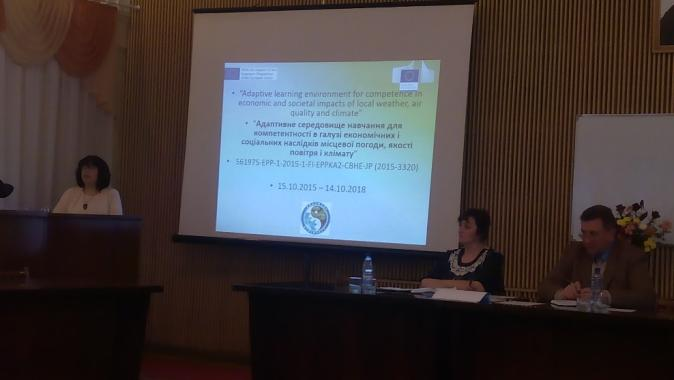 • "Adaptive learning environment for competence in
economic and societal impacts of local weather, air
quality and climate"
• "Адаптивне середовище навчання для
компетентності в галузі економічних і
соціальних наслідків місцевої погоди, якості
повітря і клімату"
• 561975-EPP-1-2015-1-FI-EPPKA2-CBHE-JP (2015-3320)
• 15.10.2015 – 14.10.2018